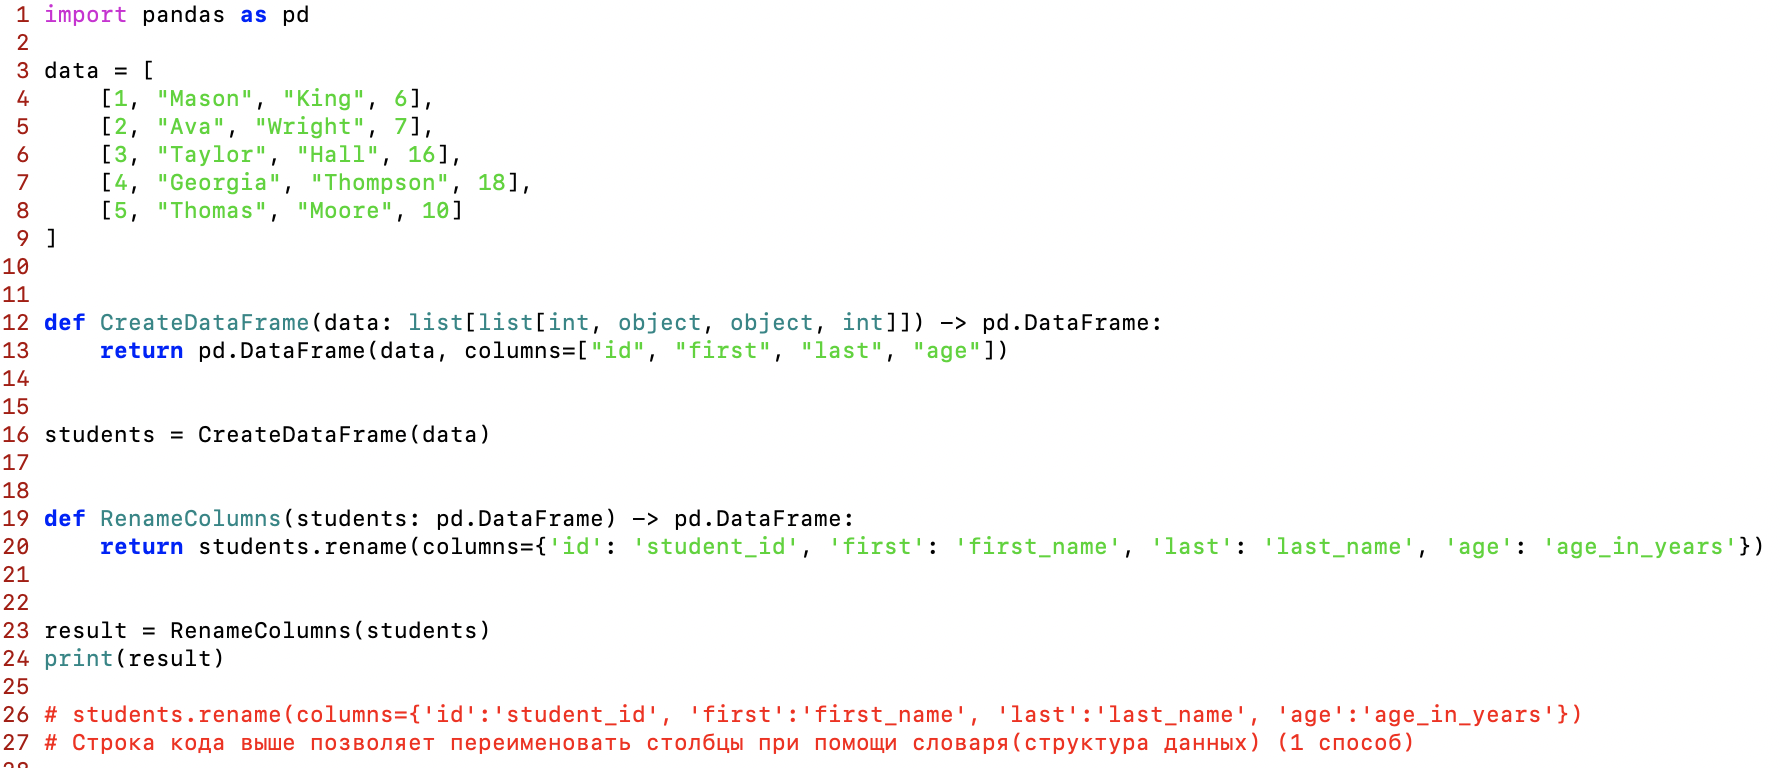 1 import pandas as pd
2
3 data = [
4     [1, "Mason", "King", 6],
5     [2, "Ava", "Wright", 7],
6     [3, "Taylor", "Hall", 16],
7     [4, "Georgia", "Thompson", 18],
8     [5, "Thomas", "Moore", 10]
9 ]
10
11
12 def CreateDataFrame(data: list[list[int, object, object, int]]) -> pd.DataFrame:
13     return pd.DataFrame(data, columns=["id", "first", "last", "age"])
14
15
16 students = CreateDataFrame(data)
17
18
19 def RenameColumns(students: pd.DataFrame) -> pd.DataFrame:
20     return students.rename(columns={'id': 'student_id', 'first': 'first_name', 'last': 'last_name', 'age': 'age_in_years'})
21
22
23 result = RenameColumns(students)
24 print(result)
25
26 # students.rename(columns={'id':'student_id', 'first':'first_name', 'last':'last_name', 'age':'age_in_years'})
27 # Строка кода выше позволяет переименовать столбцы при помощи словаря(структура данных) (1 способ)